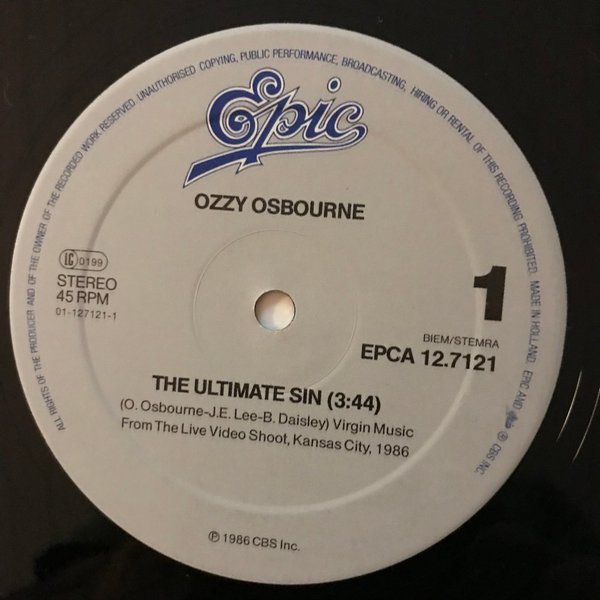 ALL RIGHTS OF THE PRODUCER AND OF THE OWNER OF THE RECORDED WORK RESERVED. UNAUTHORISED COPYING, PUBLIC PERFORMANCE, BROADCASTING, HIRING OR RENTAL OF THIS RECORDING PROHIBITED. MADE IN HOLLAND. EPIC AND ℗ CBS INC.
Epic
OZZY OSBOURNE
LC 0199
STEREO
45 RPM
01-127121-1
1
BIEM/STEMRA
EPCA 12.7121
THE ULTIMATE SIN (3:44)
(O. Osbourne-J.E. Lee-B. Daisley) Virgin Music
From The Live Video Shoot, Kansas City, 1986
℗ 1986 CBS Inc.